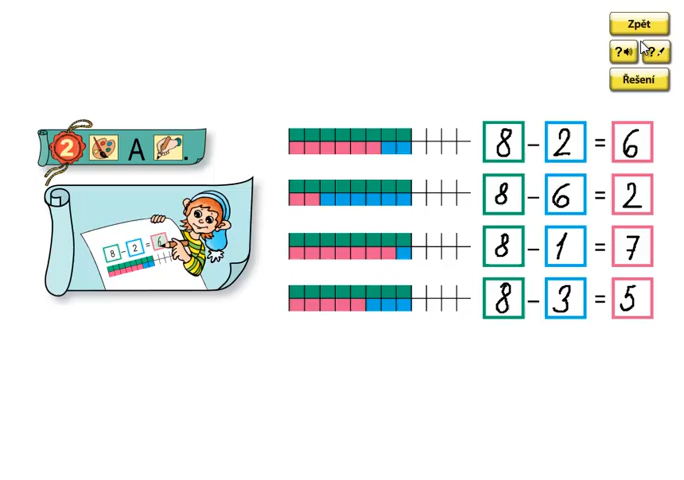 Zpět
?
?
Řešení
2 A .
8 - 2 = 6
8 - 2 = 6
8 - 6 = 2
8 - 1 = 7
8 - 3 = 5